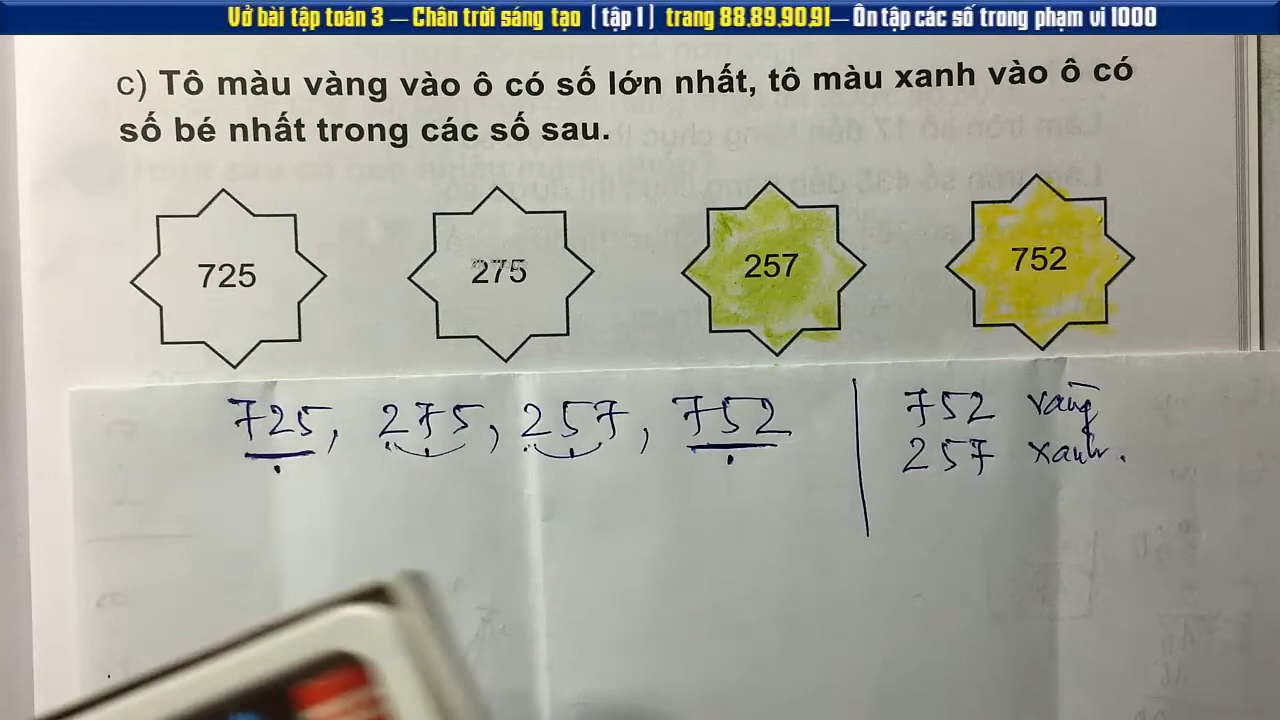 Vở bài tập toán 3 – Chân trời sáng tạo (tập 1) trang 88,89,90,91– Ôn tập các số trong phạm vi 1000
c) Tô màu vàng vào ô có số lớn nhất, tô màu xanh vào ô có
số bé nhất trong các số sau.
725 275 257 752
725, 275, 257, 752
752 vàng
257 xanh.